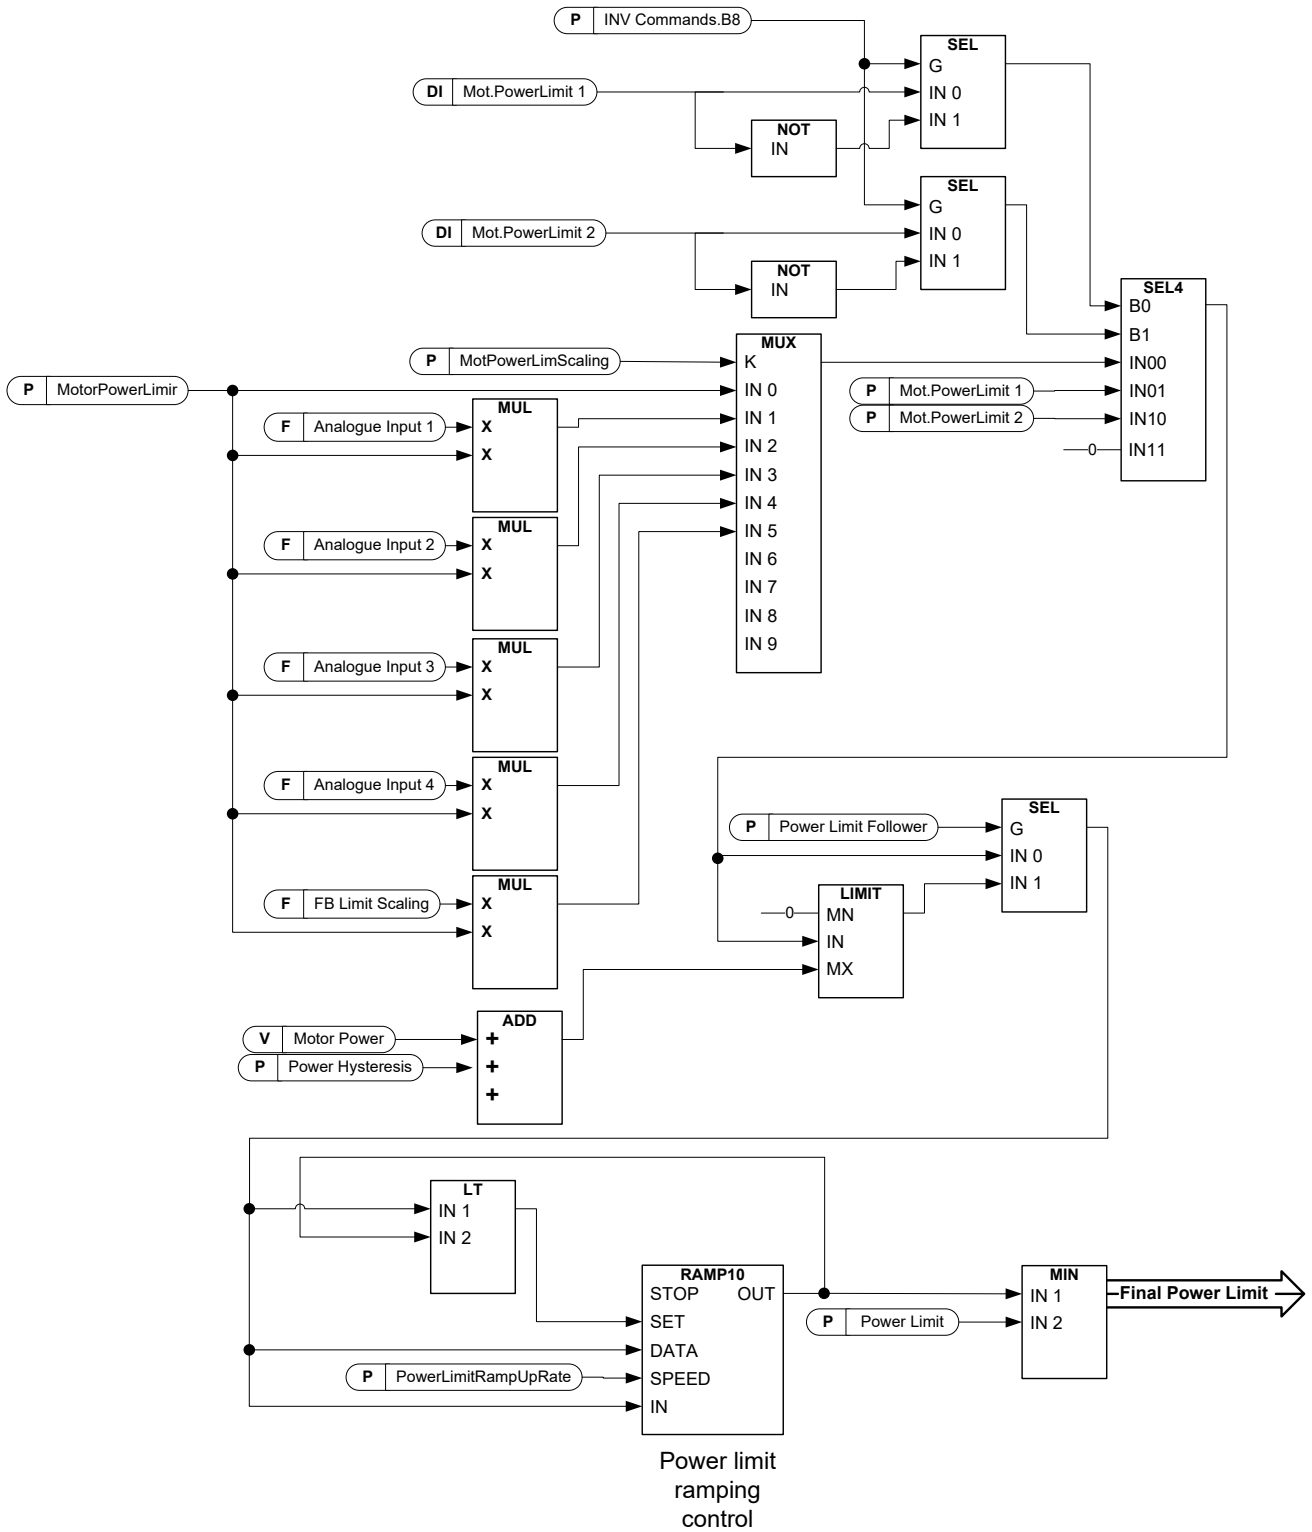 P INV Commands.B8
SEL
G
DI Mot.PowerLimit 1
IN 0
IN 1
NOT
IN
SEL
G
DI Mot.PowerLimit 2
IN 0
IN 1
NOT
IN
SEL4
B0
B1
IN00
P Mot.PowerLimit 1
IN01
P Mot.PowerLimit 2
IN10
0
IN11
MUX
P MotPowerLimScaling
K
P MotorPowerLimir
IN 0
IN 1
IN 2
IN 3
IN 4
IN 5
IN 6
IN 7
IN 8
IN 9
MUL
F Analogue Input 1
X
X
MUL
F Analogue Input 2
X
X
MUL
F Analogue Input 3
X
X
MUL
F Analogue Input 4
X
X
MUL
F FB Limit Scaling
X
X
SEL
P Power Limit Follower
G
IN 0
IN 1
LIMIT
0
MN
IN
MX
ADD
V Motor Power
+
P Power Hysteresis
+
+
LT
IN 1
IN 2
RAMP10
STOP OUT
SET
DATA
P PowerLimitRampUpRate
SPEED
IN
MIN
IN 1
P Power Limit
IN 2
Final Power Limit
Power limit
ramping
control